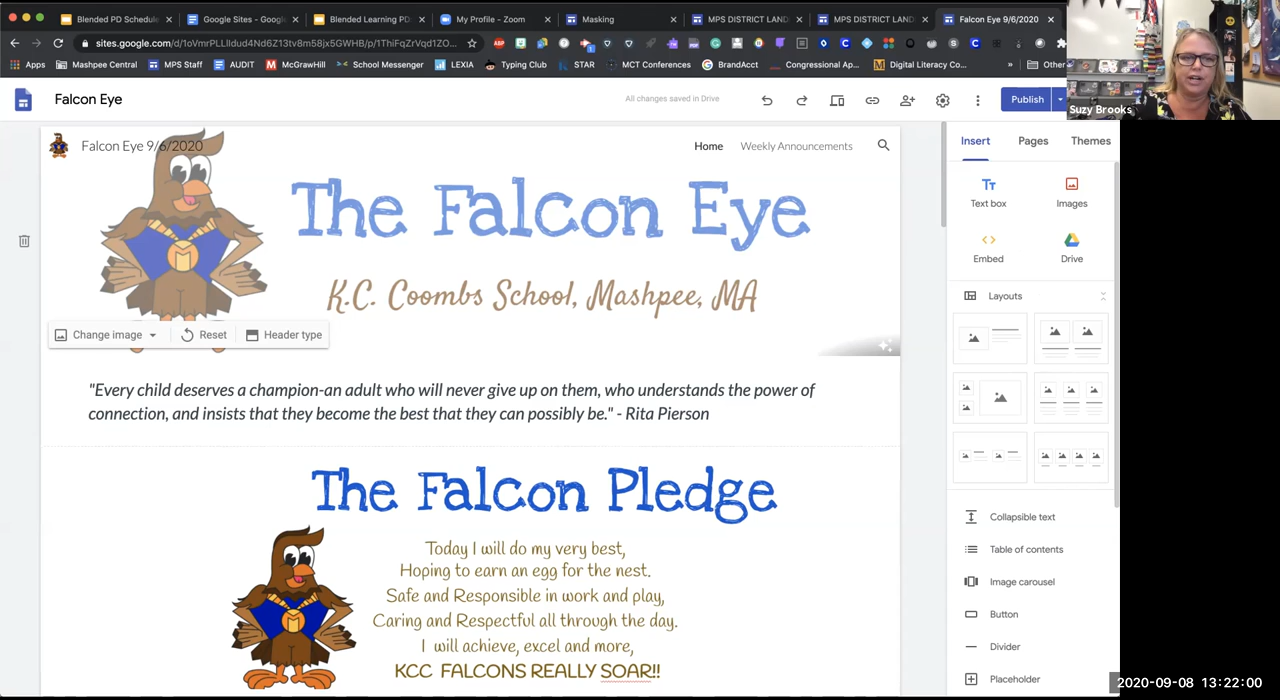 Blended PD Schedule
Google Sites - Google
Blended Learning PD
My Profile - Zoom
Masking
MPS DISTRICT LAND
MPS DISTRICT LAND
Falcon Eye 9/6/2020
Apps
Mashpee Central
MPS Staff
AUDIT
McGrawHill
School Messenger
LEXIA
Typing Club
STAR
MCT Conferences
BrandAcct
Congressional Ap...
Digital Literacy Co...
»
Suzy Brooks
Falcon Eye
All changes saved in Drive
Publish
Falcon Eye 9/6/2020
Home
Weekly Announcements
The Falcon Eye
K.C. Coombs School, Mashpee, MA
Change image
Reset
Header type
"Every child deserves a champion-an adult who will never give up on them, who understands the power of
connection, and insists that they become the best that they can possibly be." - Rita Pierson
The Falcon Pledge
Today I will do my very best,
Hoping to earn an egg for the nest.
Safe and Responsible in work and play,
Caring and Respectful all through the day.
I will achieve, excel and more,
KCC FALCONS REALLY SOAR!!
Insert
Pages
Themes
Text box
Images
Embed
Drive
Layouts
Collapsible text
Table of contents
Image carousel
Button
Divider
Placeholder
2020-09-08 13:22:00